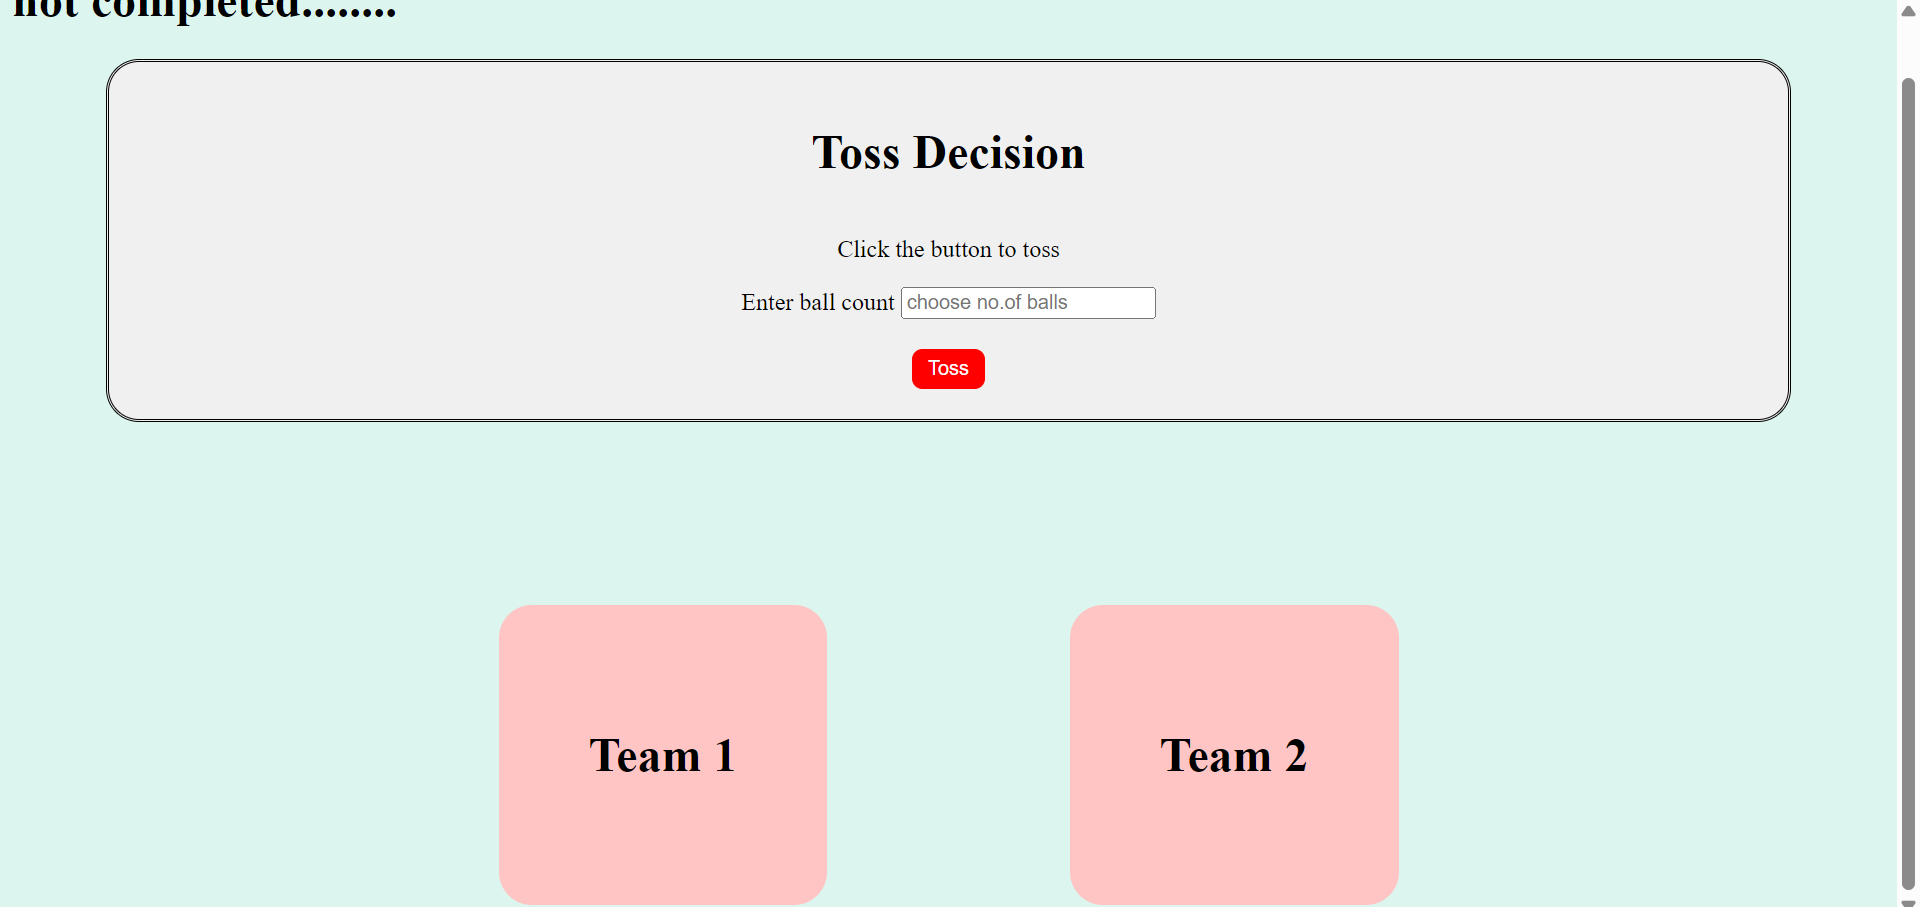 not completed........
Toss Decision
Click the button to toss
Enter ball count choose no.of balls
Toss
Team 1 Team 2